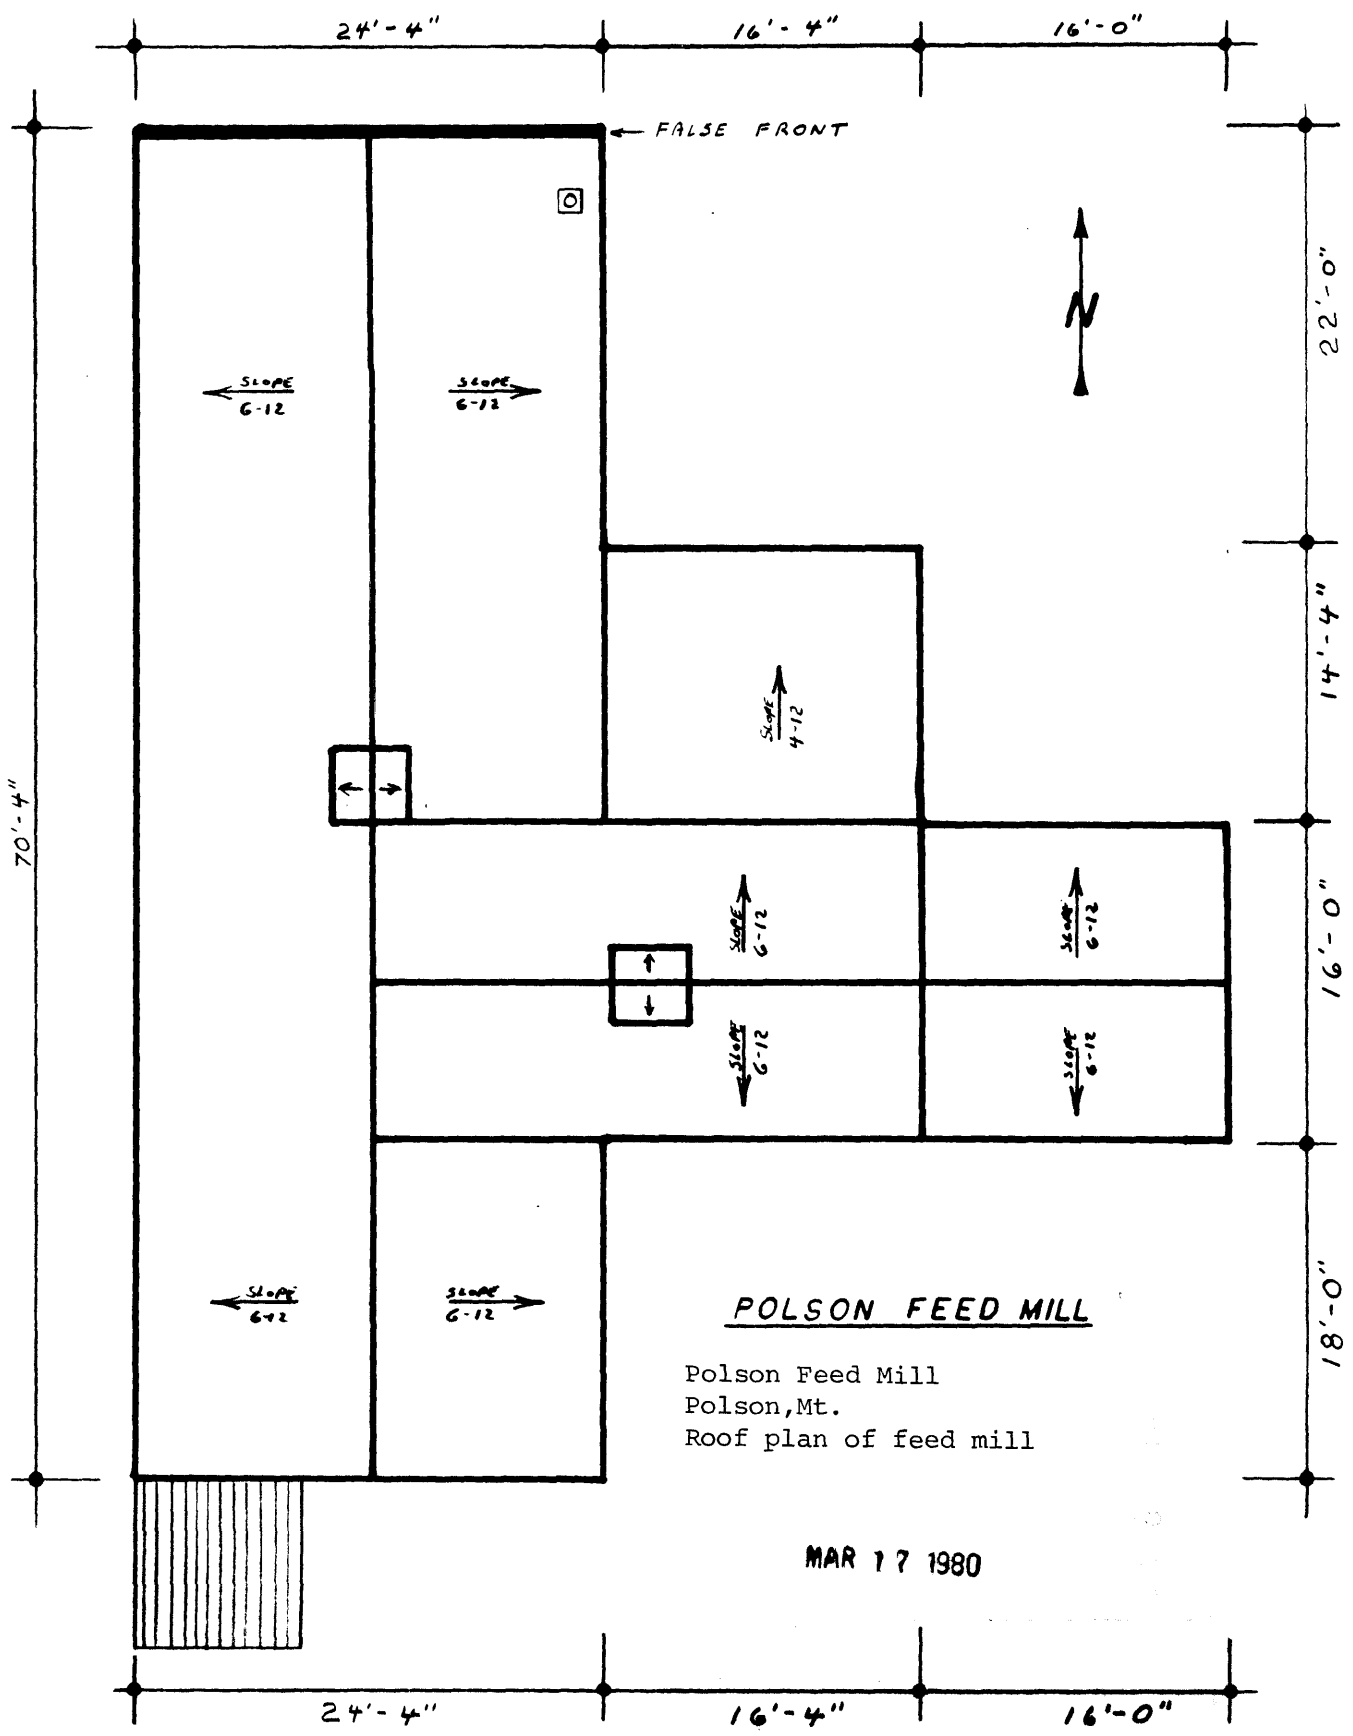 24'-4"
16'-4"
16'-0"
FALSE FRONT
N
22'-0"
SLOPE
6-12
SLOPE
6-12
14'-4"
SLOPE
4-12
70'-4"
SLOPE
6-12
SLOPE
6-12
16'-0"
SLOPE
6-12
SLOPE
6-12
SLOPE
6-12
SLOPE
6-12
18'-0"
POLSON FEED MILL
Polson Feed Mill
Polson,Mt.
Roof plan of feed mill
MAR 17 1980
24'-4"
16'-4"
16'-0"